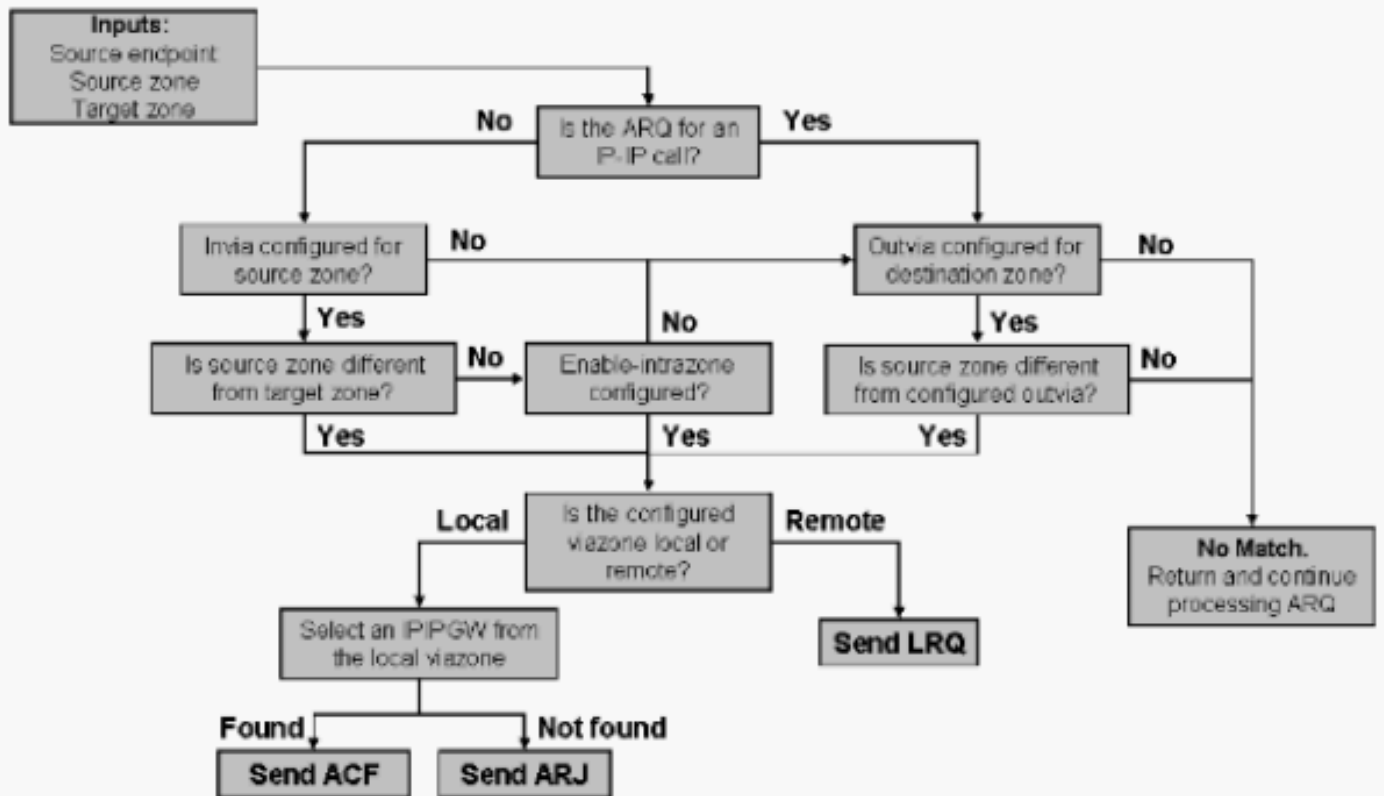 Inputs:
Source endpoint
Source zone
Target zone
No
Is the ARQ for an
IP-IP call?
Yes
Invia configured for
source zone?
No
Outvia configured for
destination zone?
No
Yes
No
Yes
Is source zone different
from target zone?
No
Enable-intrazone
configured?
Is source zone different
from configured outvia?
No
Yes
Yes
Yes
Local
Is the configured
viazone local or
remote?
Remote
No Match.
Return and continue
processing ARQ
Select an IPIPGW from
the local viazone
Send LRQ
Found
Not found
Send ACF
Send ARJ